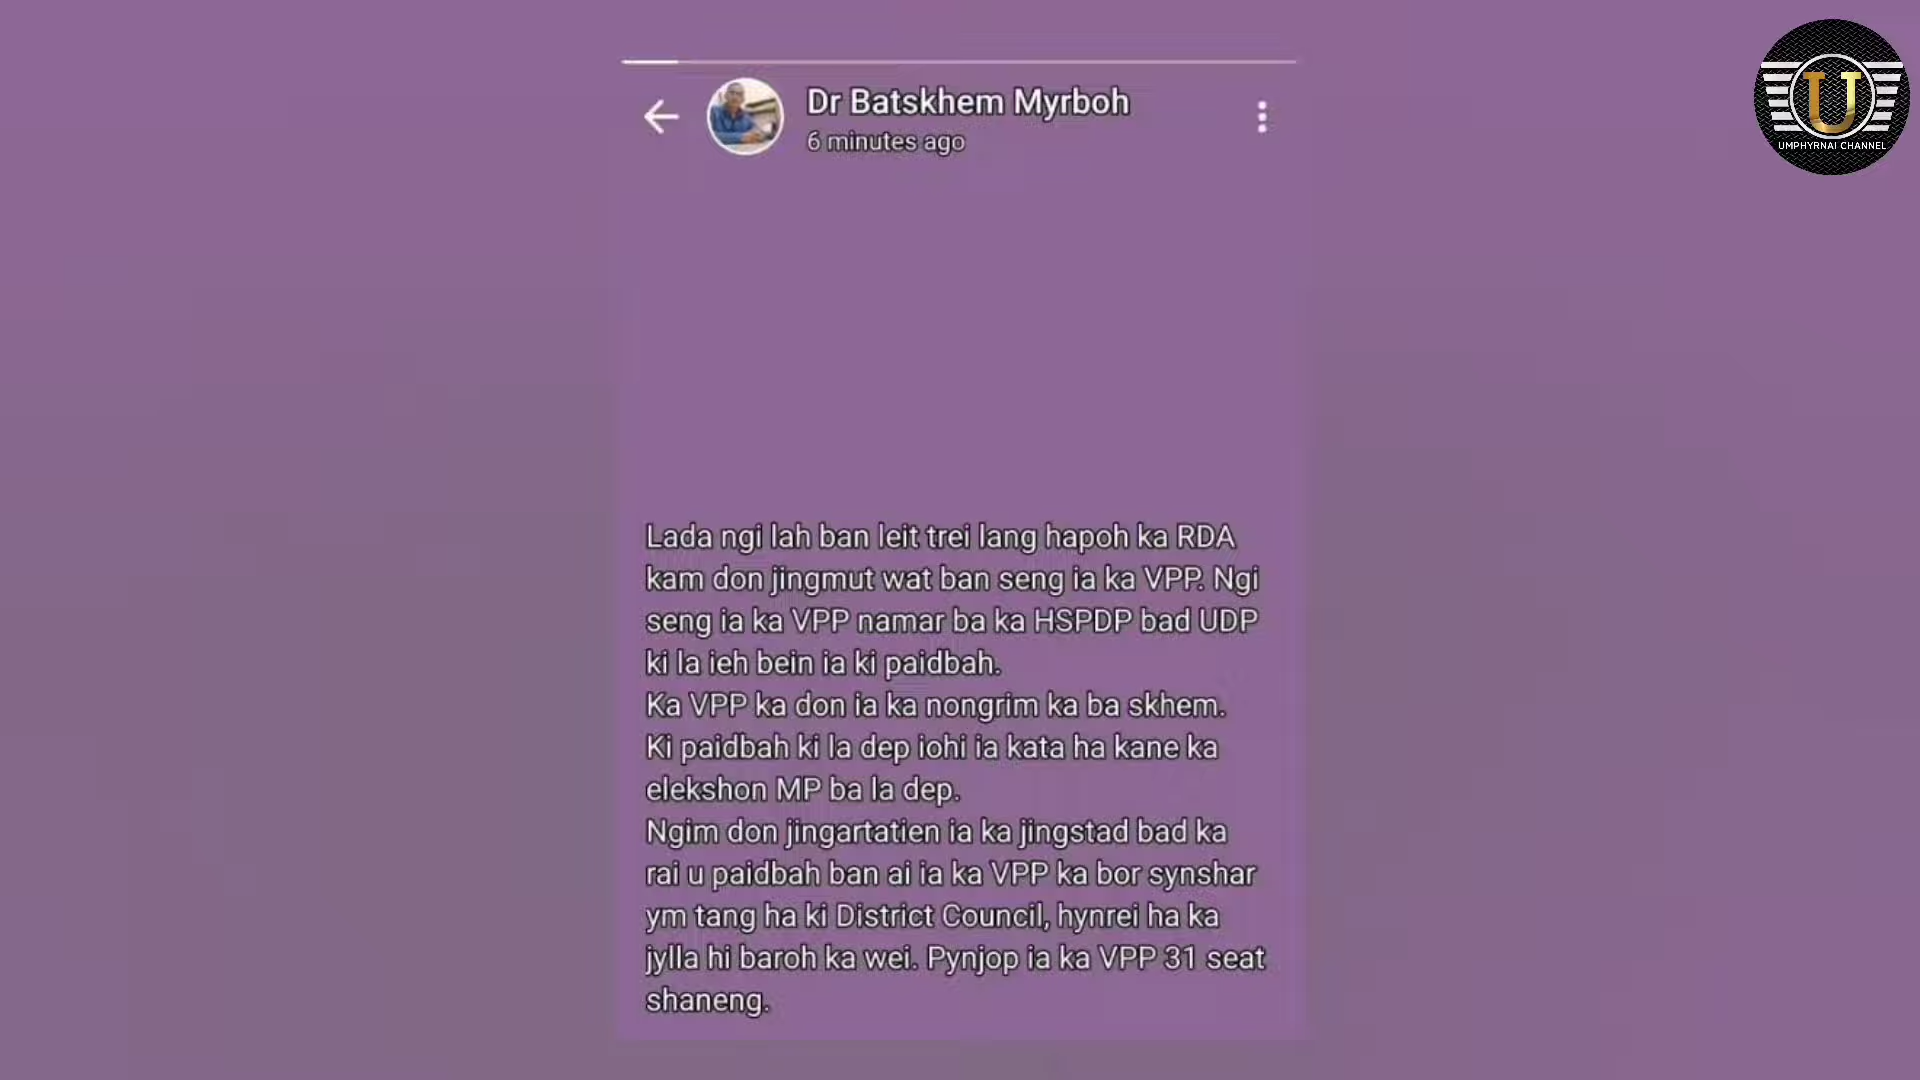 Dr Batskhem Myrboh
6 minutes ago
U
UMPHYRNAI CHANNEL
Lada ngi lah ban leit trei lang hapoh ka RDA
kam don jingmut wat ban seng ia ka VPP. Ngi
seng ia ka VPP namar ba ka HSPDP bad UDP
ki la ieh bein ia ki paidbah.
Ka VPP ka don ia ka nongrim ka ba skhem.
Ki paidbah ki la dep iohi ia kata ha kane ka
elekshon MP ba la dep.
Ngim don jingartatien ia ka jingstad bad ka
rai u paidbah ban ai ia ka VPP ka bor synshar
ym tang ha ki District Council, hynrei ha ka
jylla hi baroh ka wei. Pynjop ia ka VPP 31 seat
shaneng.